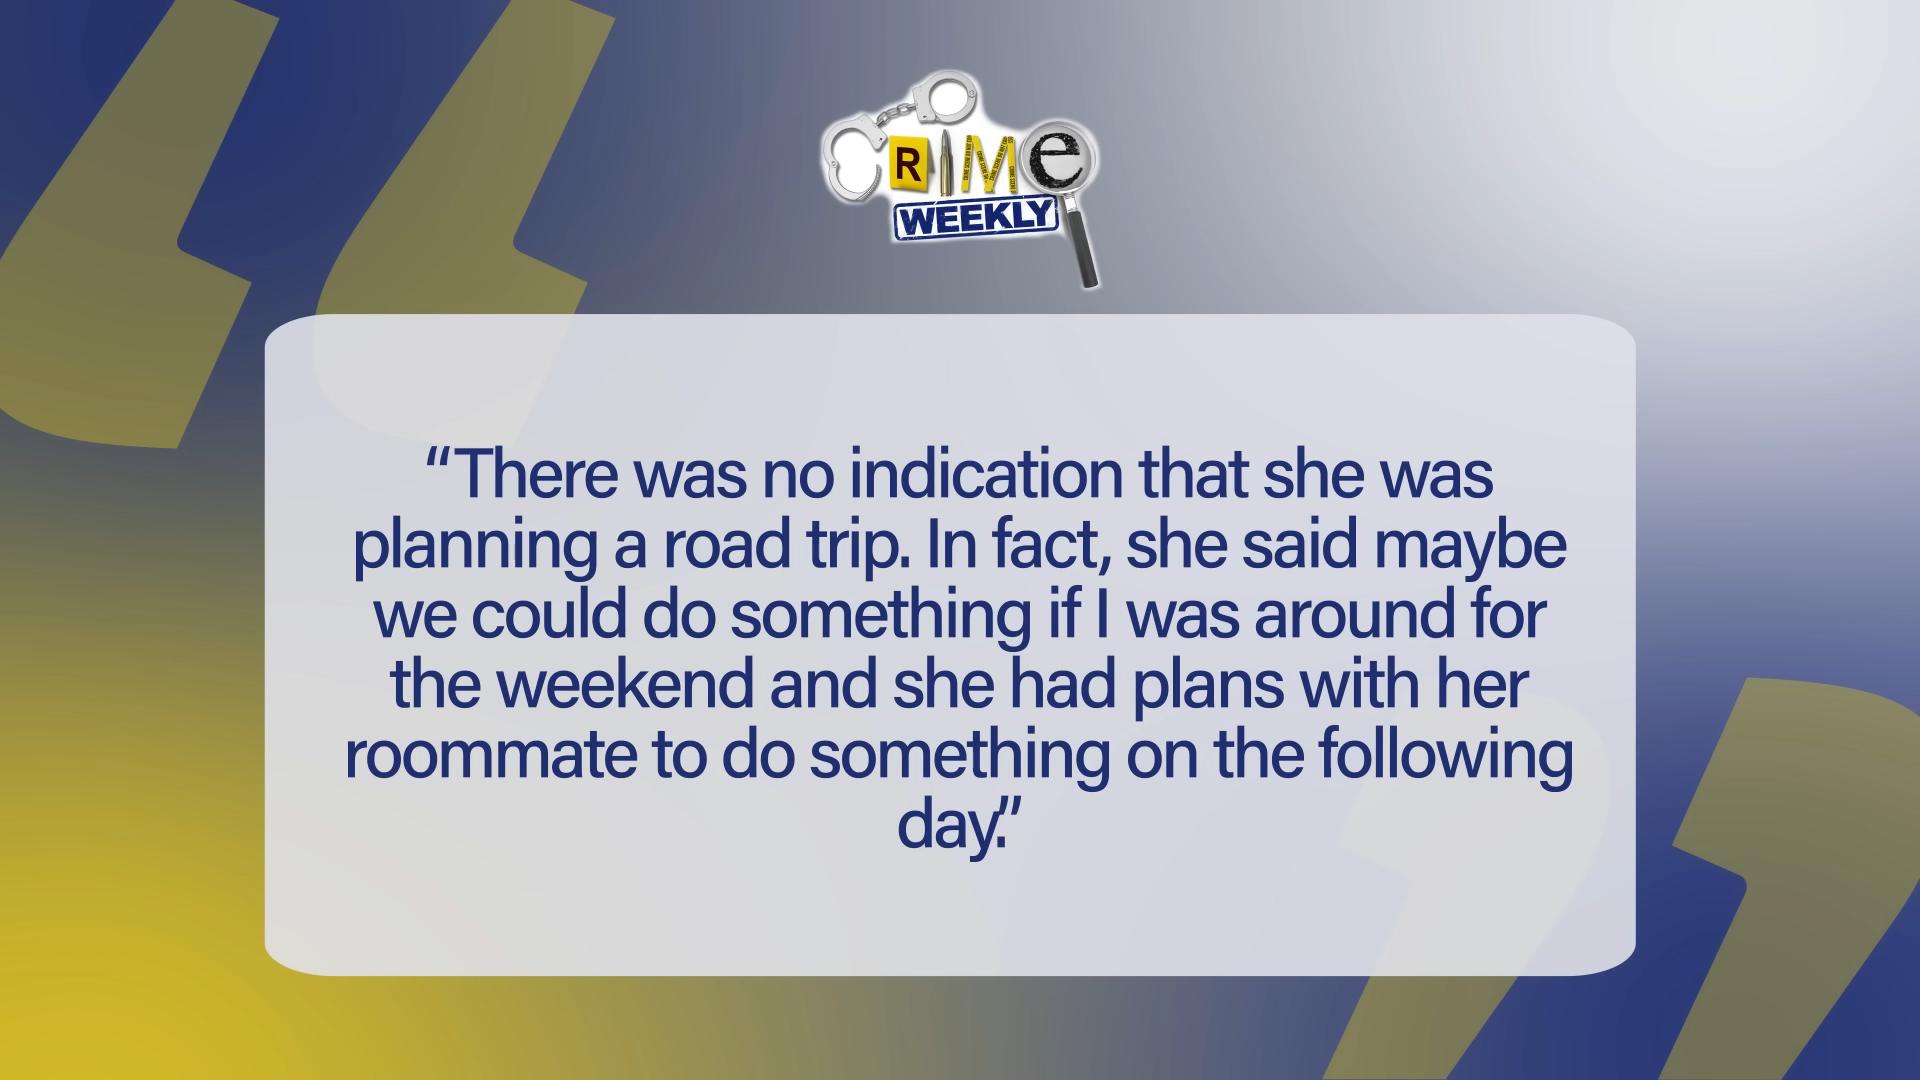 CRIME
WEEKLY
“There was no indication that she was
planning a road trip. In fact, she said maybe
we could do something if I was around for
the weekend and she had plans with her
roommate to do something on the following
day.”